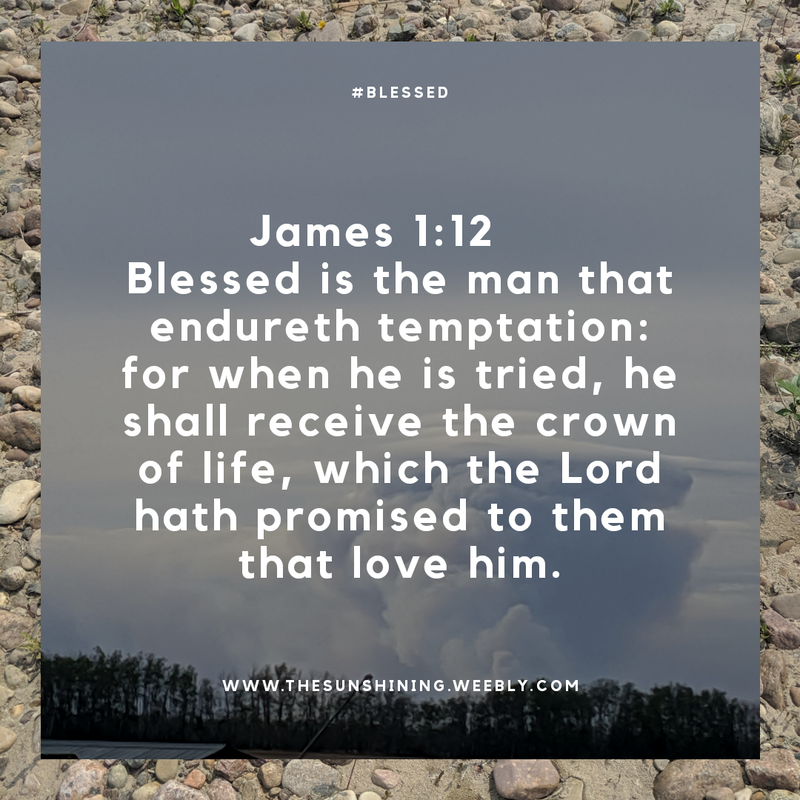 #BLESSED
James 1:12
Blessed is the man that
endureth temptation:
for when he is tried, he
shall receive the crown
of life, which the Lord
hath promised to them
that love him.
WWW.THESUNSHINING.WEEBLY.COM